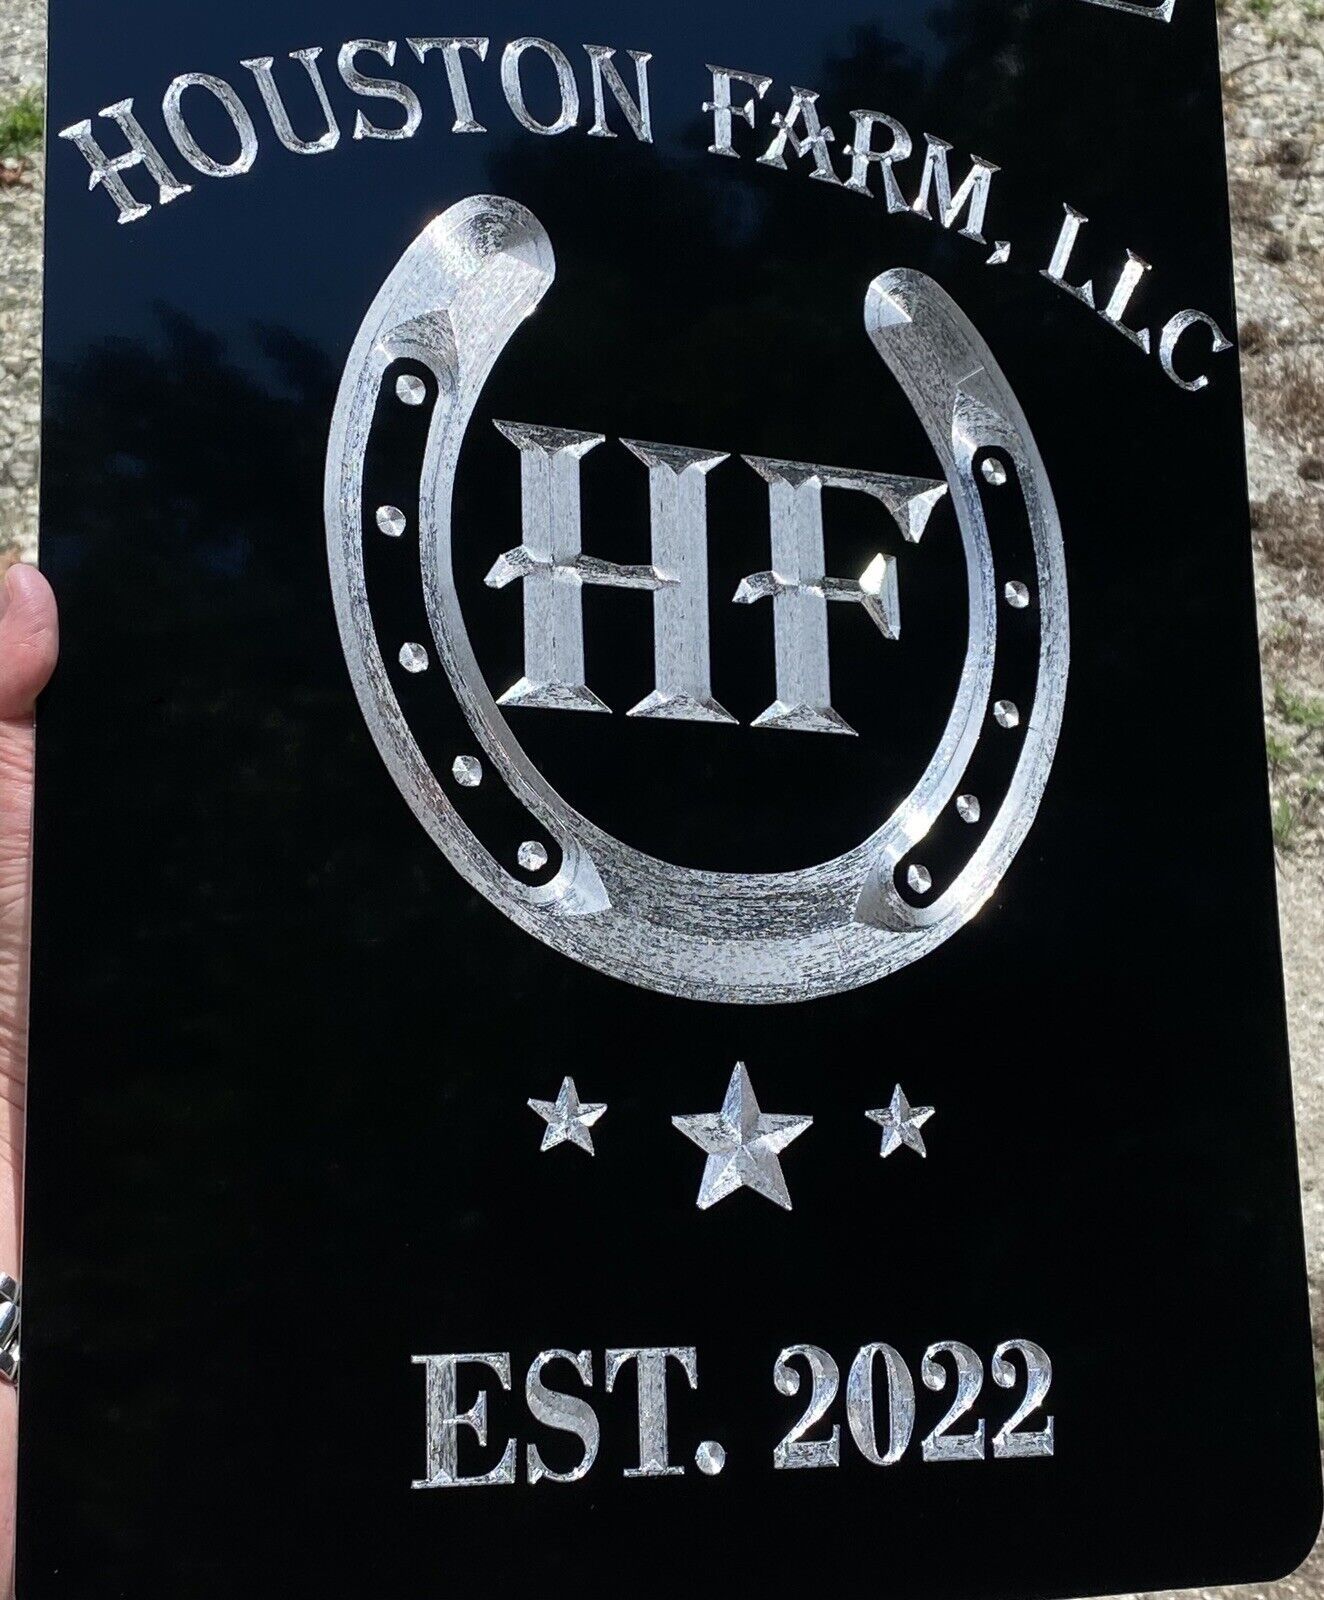 HOUSTON FARM, LLC
HF
EST. 2022